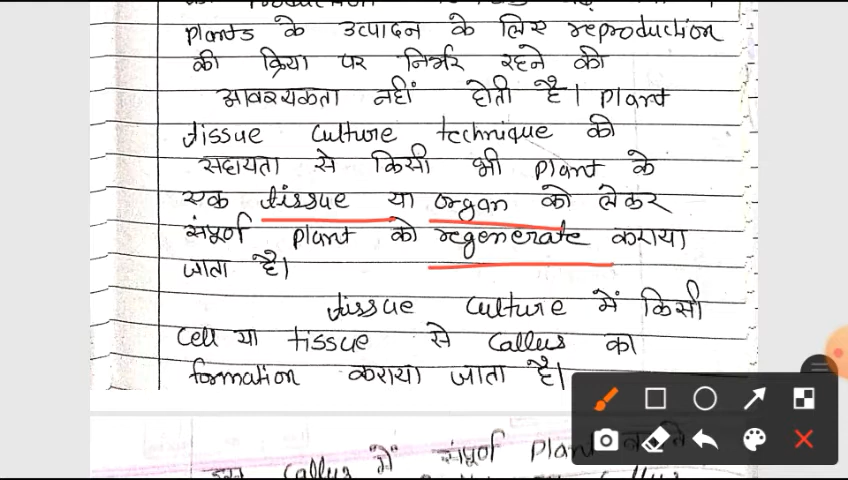 plants के उत्पादन के लिए reproduction
की क्रिया पर निर्भर रहने की
आवश्यकता नहीं होती है। Plant
tissue culture technique की
सहायता से किसी भी plant के
एक tissue या organ को लेकर
संपूर्ण plant को regenerate कराया
जाता है।
tissue culture में किसी
cell या tissue से callus का
formation कराया जाता है।
callus में संपूर्ण plant